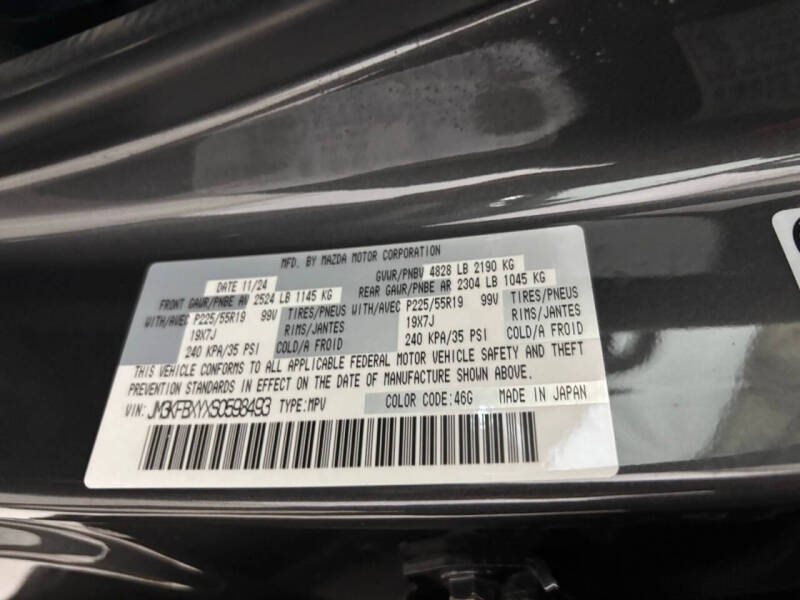 MFD. BY MAZDA MOTOR CORPORATION
DATE 11/24 GVWR/PNBV 4828 LB 2190 KG
FRONT GAWR/PNBE AV 2524 LB 1145 KG REAR GAWR/PNBE AR 2304 LB 1045 KG
WITH/AVEC P225/55R19 99V TIRES/PNEUS WITH/AVEC P225/55R19 99V TIRES/PNEUS
19X7J RIMS/JANTES 19X7J RIMS/JANTES
240 KPA/35 PSI COLD/A FROID 240 KPA/35 PSI COLD/A FROID
THIS VEHICLE CONFORMS TO ALL APPLICABLE FEDERAL MOTOR VEHICLE SAFETY AND THEFT
PREVENTION STANDARDS IN EFFECT ON THE DATE OF MANUFACTURE SHOWN ABOVE.
VIN: JM3KFBXYXS0598493 TYPE:MPV COLOR CODE:46G MADE IN JAPAN